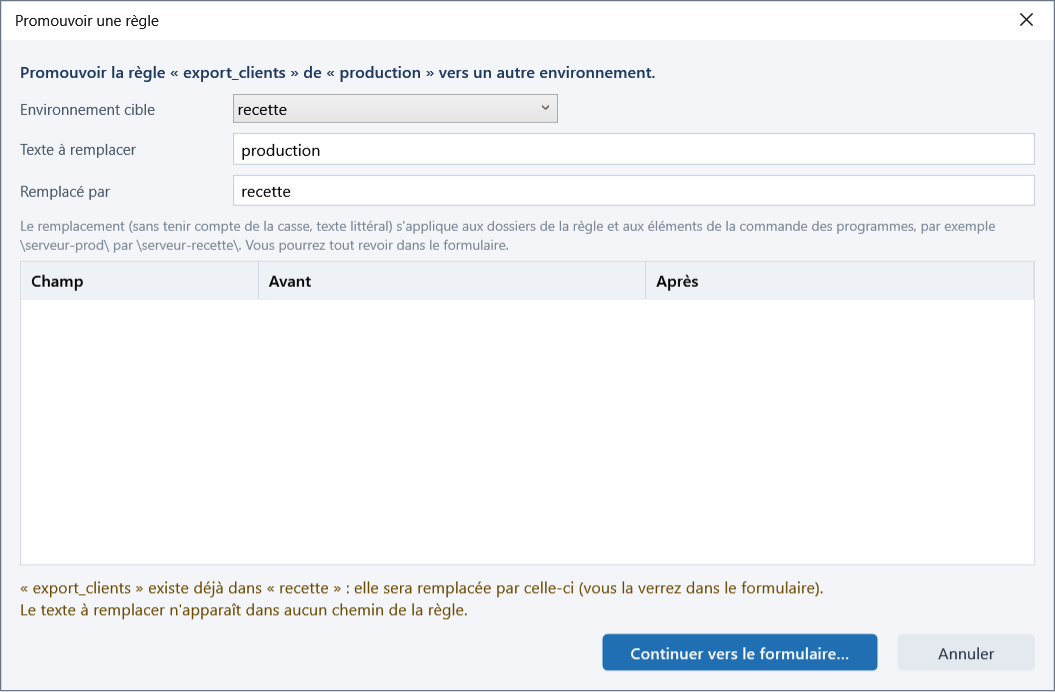 Promouvoir une règle
Promouvoir la règle « export_clients » de « production » vers un autre environnement.
Environnement cible
recette
Texte à remplacer
production
Remplacé par
recette
Le remplacement (sans tenir compte de la casse, texte littéral) s'applique aux dossiers de la règle et aux éléments de la commande des programmes, par exemple
\serveur-prod\ par \serveur-recette\. Vous pourrez tout revoir dans le formulaire.
Champ Avant Après
« export_clients » existe déjà dans « recette » : elle sera remplacée par celle-ci (vous la verrez dans le formulaire).
Le texte à remplacer n'apparaît dans aucun chemin de la règle.
Continuer vers le formulaire... Annuler